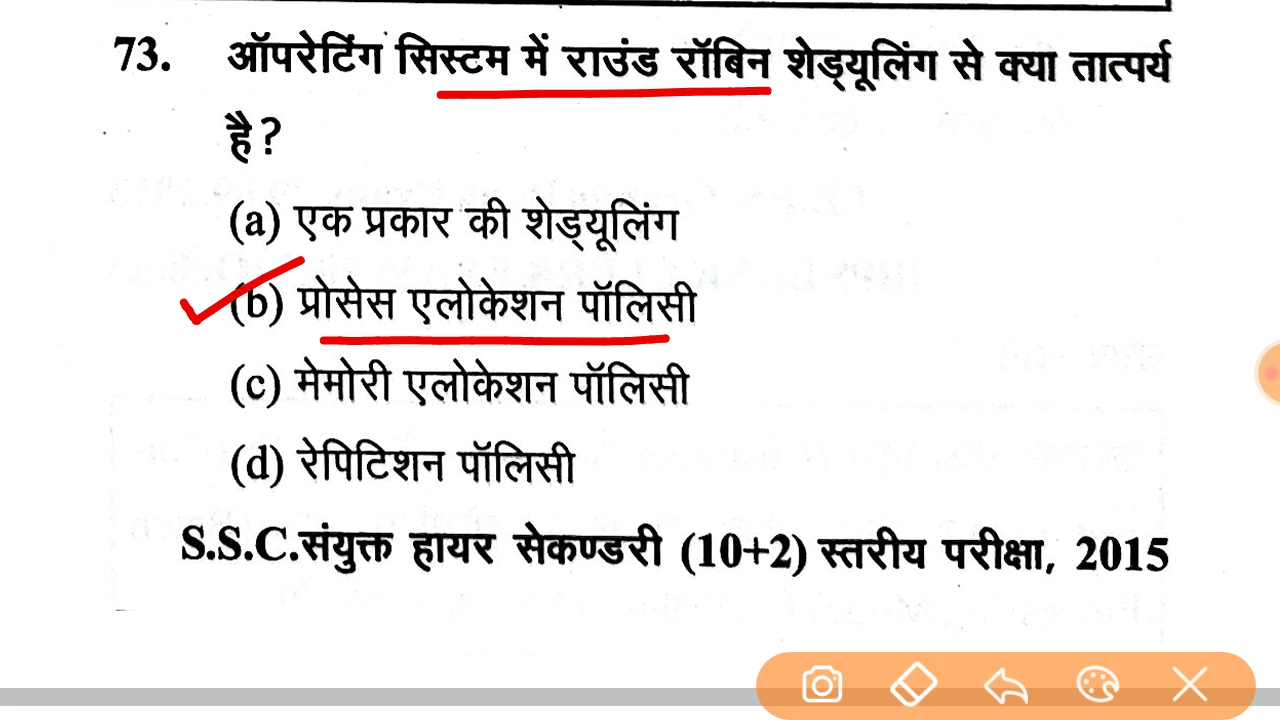 73. ऑपरेटिंग सिस्टम में राउंड रॉबिन शेड्यूलिंग से क्या तात्पर्य
है?
(a) एक प्रकार की शेड्यूलिंग
(b) प्रोसेस एलोकेशन पॉलिसी
(c) मेमोरी एलोकेशन पॉलिसी
(d) रेपिटिशन पॉलिसी
S.S.C.संयुक्त हायर सेकण्डरी (10+2) स्तरीय परीक्षा, 2015